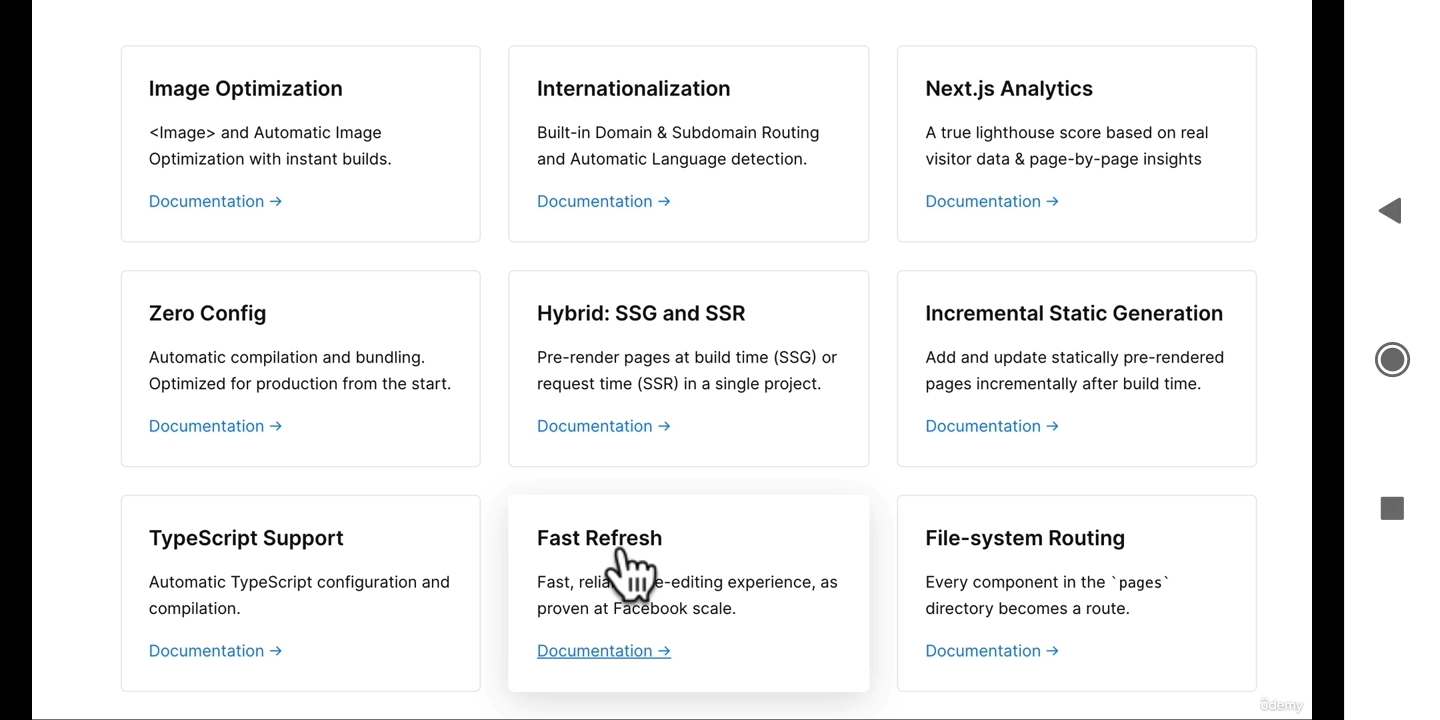 Image Optimization
<Image> and Automatic Image
Optimization with instant builds.
Documentation →
Internationalization
Built-in Domain & Subdomain Routing
and Automatic Language detection.
Documentation →
Next.js Analytics
A true lighthouse score based on real
visitor data & page-by-page insights
Documentation →
Zero Config
Automatic compilation and bundling.
Optimized for production from the start.
Documentation →
Hybrid: SSG and SSR
Pre-render pages at build time (SSG) or
request time (SSR) in a single project.
Documentation →
Incremental Static Generation
Add and update statically pre-rendered
pages incrementally after build time.
Documentation →
TypeScript Support
Automatic TypeScript configuration and
compilation.
Documentation →
Fast Refresh
Fast, e-editing experience, as
proven at Facebook scale.
Documentation →
File-system Routing
Every component in the `pages`
directory becomes a route.
Documentation →
ûdemy